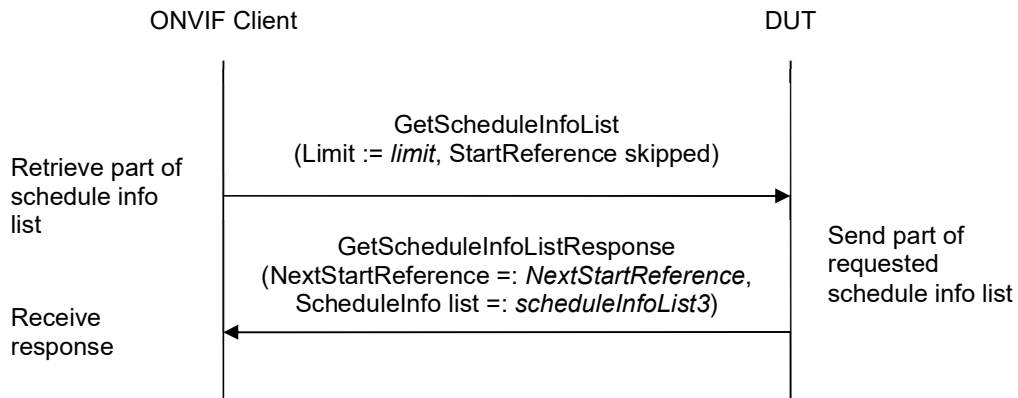 ONVIF Client
DUT
GetScheduleInfoList
(Limit := limit, StartReference skipped)
Retrieve part of
schedule info
list
GetScheduleInfoListResponse
(NextStartReference =: NextStartReference,
ScheduleInfo list =: scheduleInfoList3)
Send part of
requested
schedule info list
Receive
response